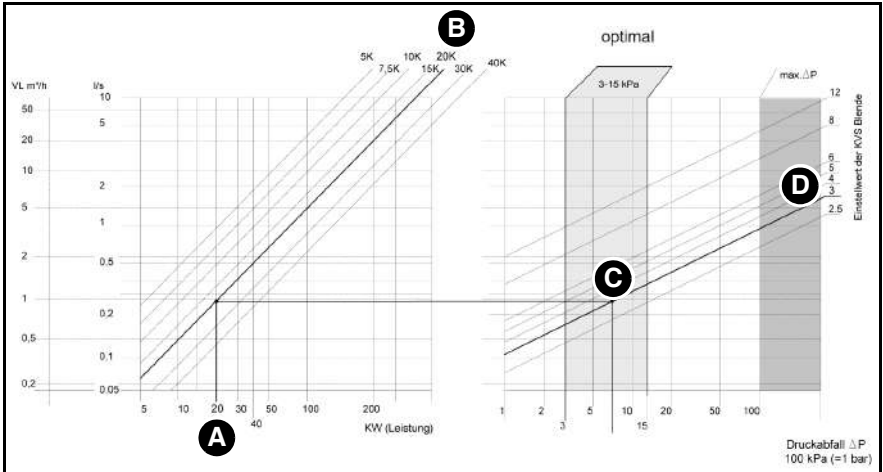 B
optimal
5K 10K 20K
7,5K 15K 30K 40K
3-15 kPa
max.ΔP
VL m³/h l/s
10
50
5
20
10
2
5
1
2
0,5
1
0,2
0,5
0,1
0,2
0.05
5 10 20 30 50 100 200
40
A
KW (Leistung)
12
8
6
5
4
3
2.5
D
C
Einstellwert der KVS Blende
1 2 5 10 20 50 100
3 15
Druckabfall ΔP
100 kPa (=1 bar)